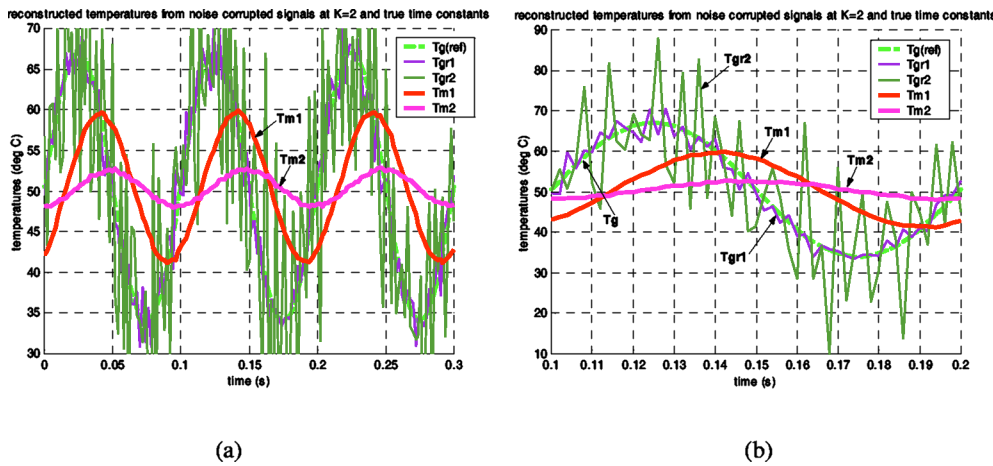 reconstructed temperatures from noise corrupted signals at K=2 and true time constants
70
65
60
55
50
45
40
35
30
temperatures (deg C)
Tg(ref)
Tgr1
Tgr2
Tm1
Tm2
Tm1
Tm2
0
0.05
0.1
0.15
0.2
0.25
0.3
time (s)
(a)
reconstructed temperatures from noise corrupted signals at K=2 and true time constants
90
80
70
60
50
40
30
20
10
temperatures (deg C)
Tg(ref)
Tgr1
Tgr2
Tm1
Tm2
Tgr2
Tm1
Tm2
Tg
Tgr1
0.1
0.11
0.12
0.13
0.14
0.15
0.16
0.17
0.18
0.19
0.2
time (s)
(b)